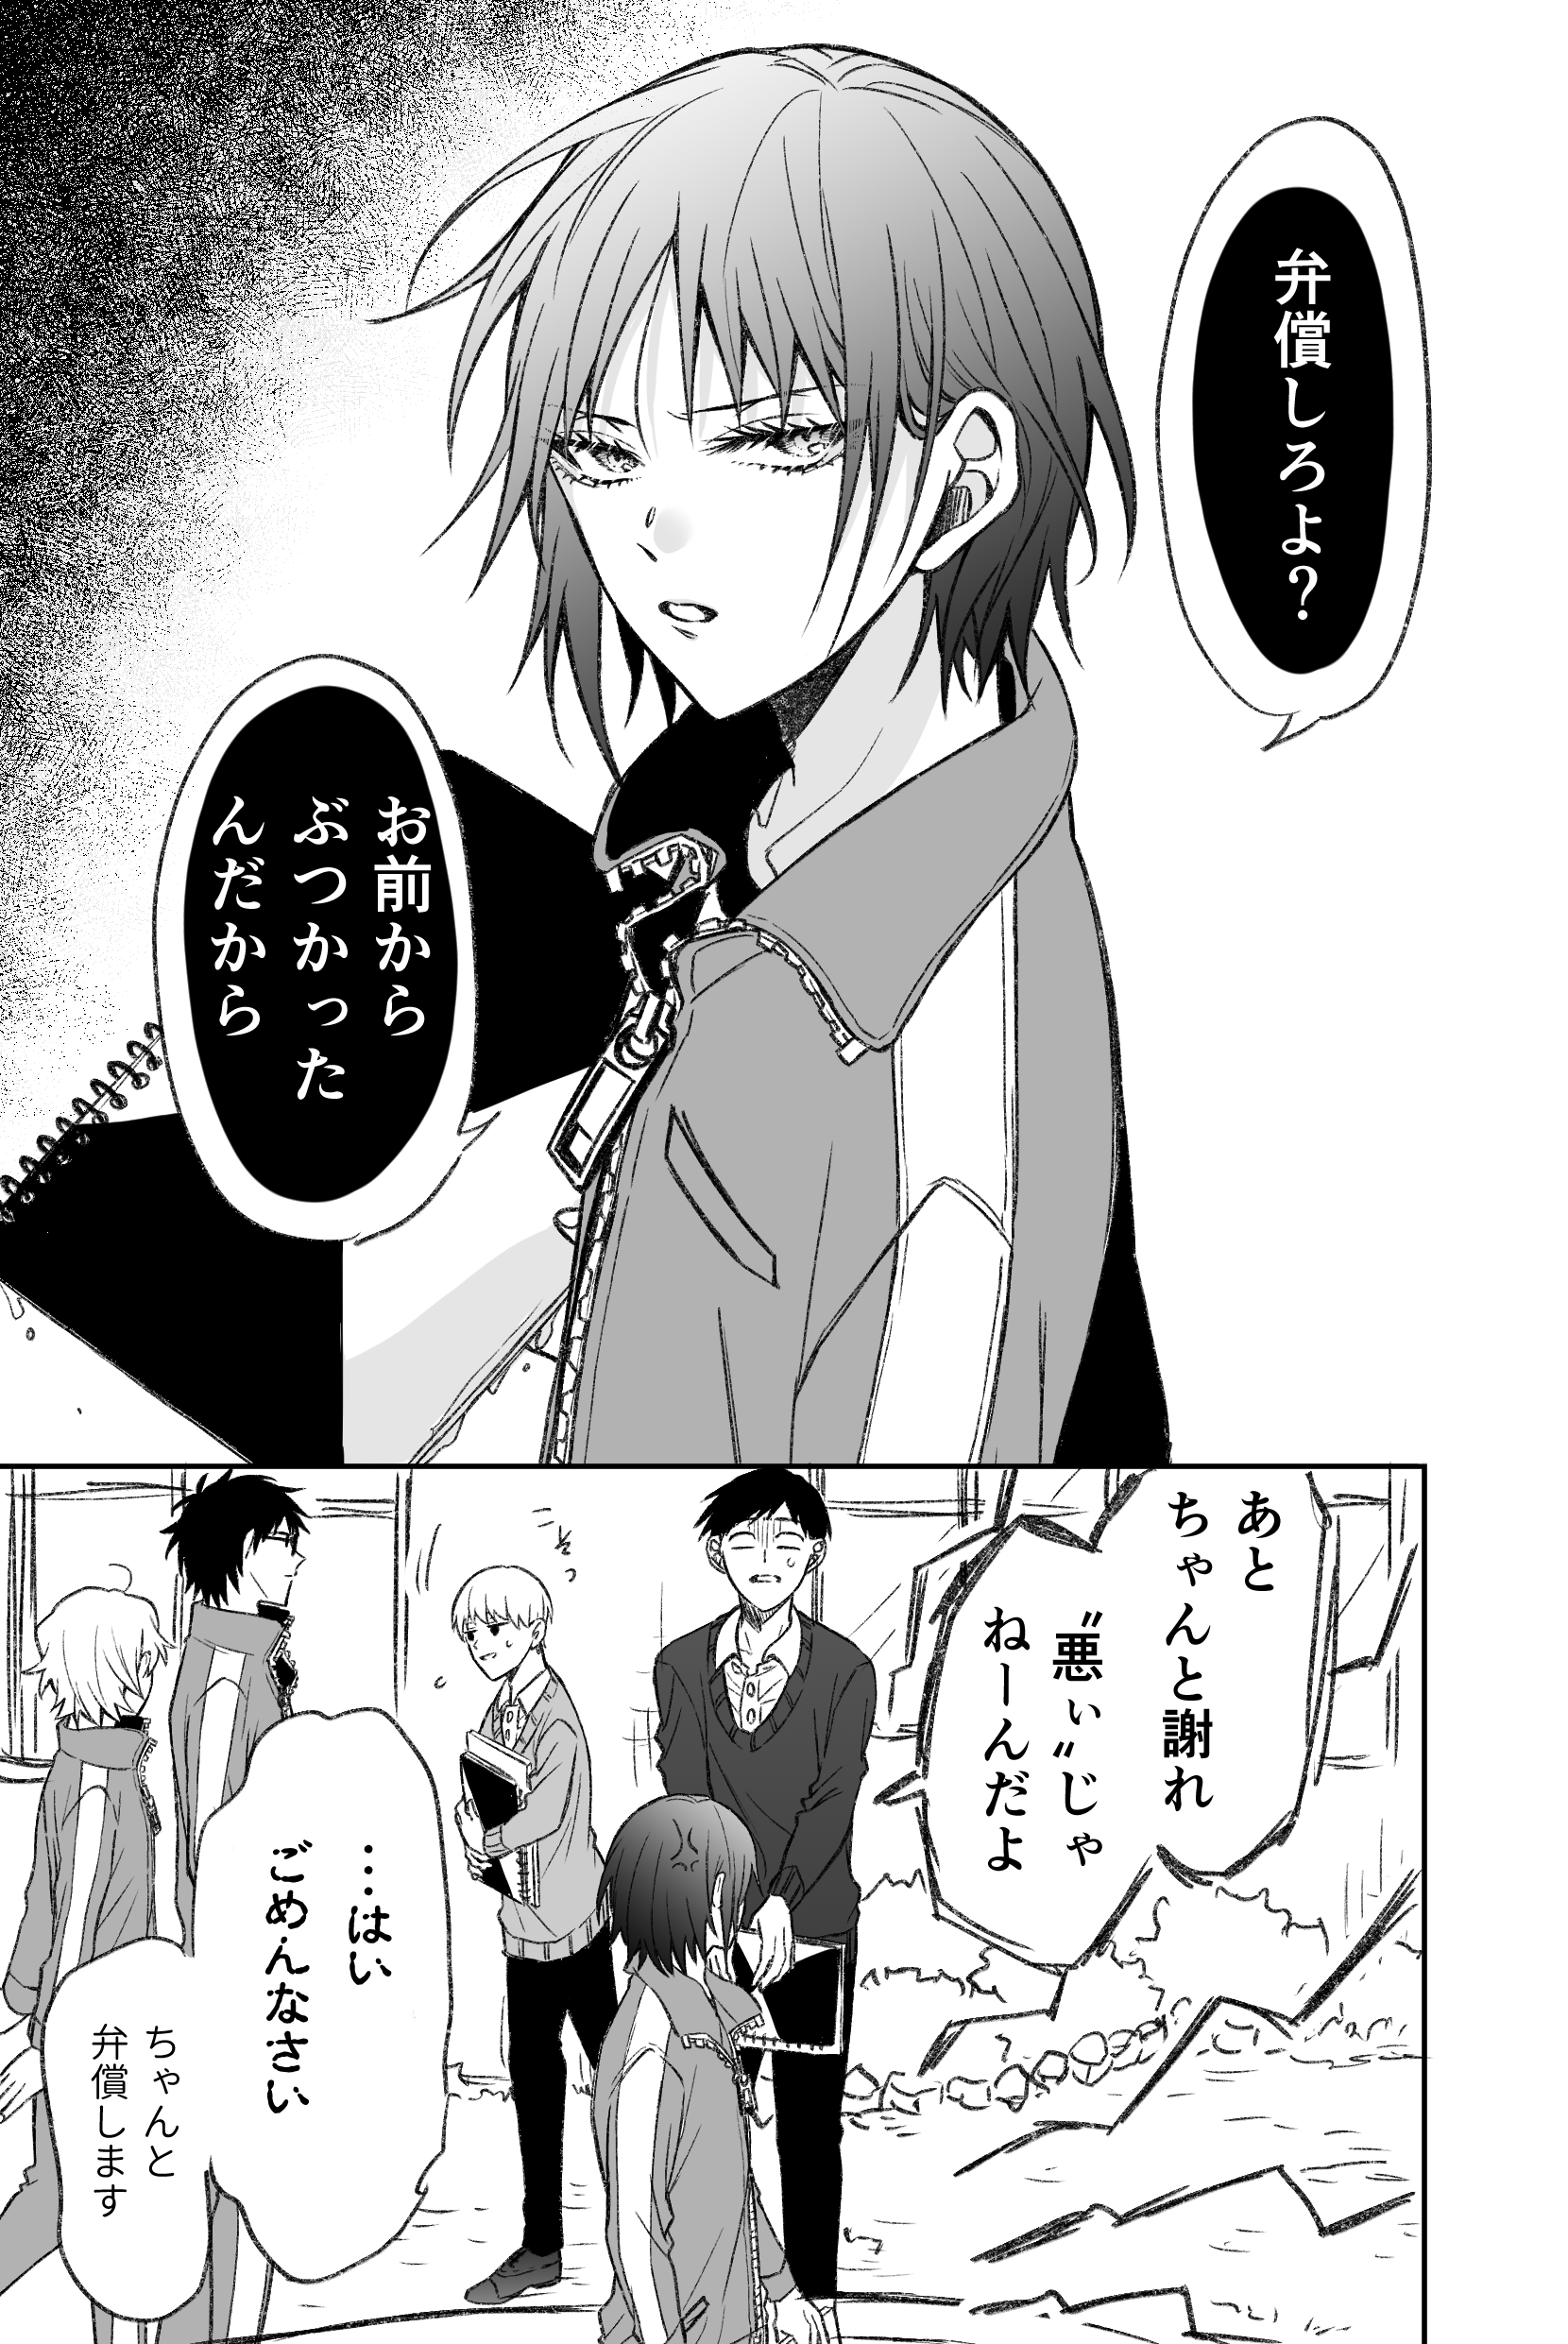 弁償しろよ？
お前から
ぶつかった
んだから
あと
ちゃんと謝れ
〝悪ぃ〟じゃ
ねーんだよ
…はい
ごめんなさい
ちゃんと
弁償します